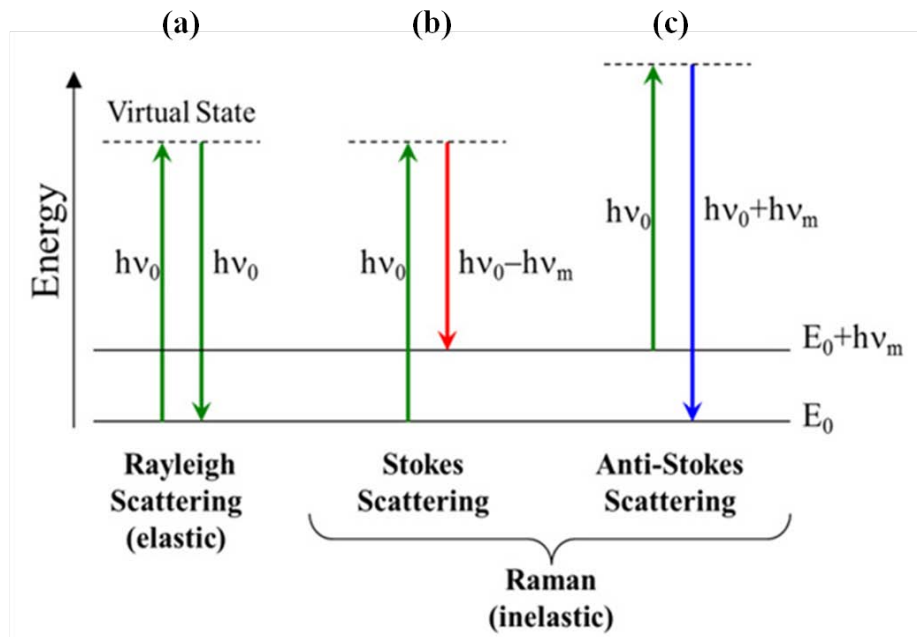 (a) (b) (c)
Virtual State
Energy
hν₀ hν₀
hν₀ hν₀–hνₘ
hν₀ hν₀+hνₘ
E₀+hνₘ
E₀
Rayleigh
Scattering
(elastic)
Stokes
Scattering
Anti-Stokes
Scattering
Raman
(inelastic)